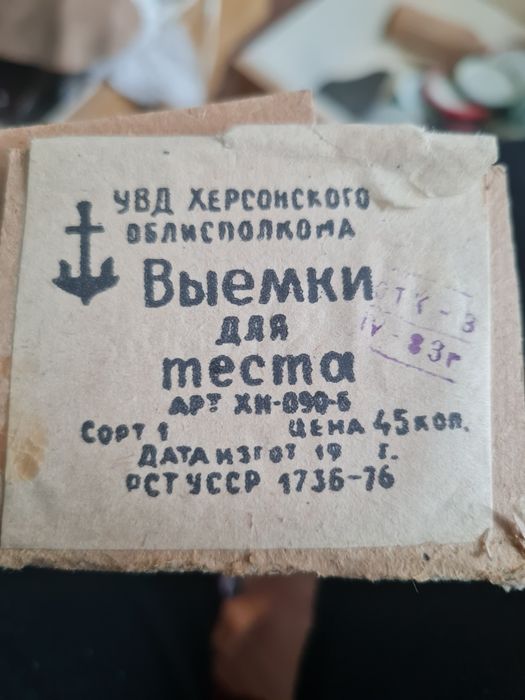 УВД ХЕРСОНСКОГО
ОБЛИСПОЛКОМА
Выемки
для
теста
АРТ ХН-090-Б
СОРТ 1 ЦЕНА 45 КОП.
ДАТА ИЗГОТ 19 Г.
РСТ УССР 1736-76
ОТК-3
IV 83г